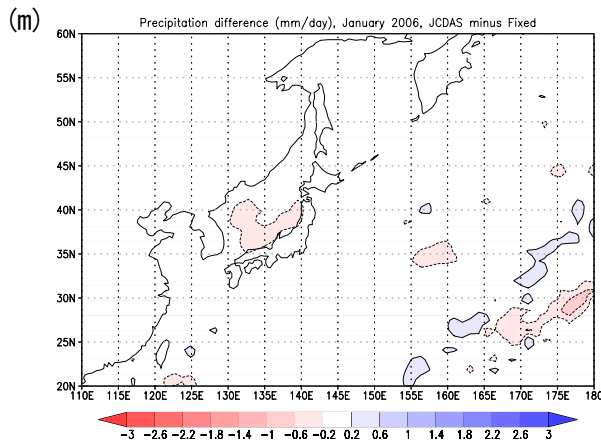 (m)
Precipitation difference (mm/day), January 2006, JCDAS minus Fixed
60N
55N
50N
45N
40N
35N
30N
25N
20N
110E 115E 120E 125E 130E 135E 140E 145E 150E 155E 160E 165E 170E 175E 180
-3 -2.6 -2.2 -1.8 -1.4 -1 -0.6 -0.2 0.2 0.6 1 1.4 1.8 2.2 2.6 3